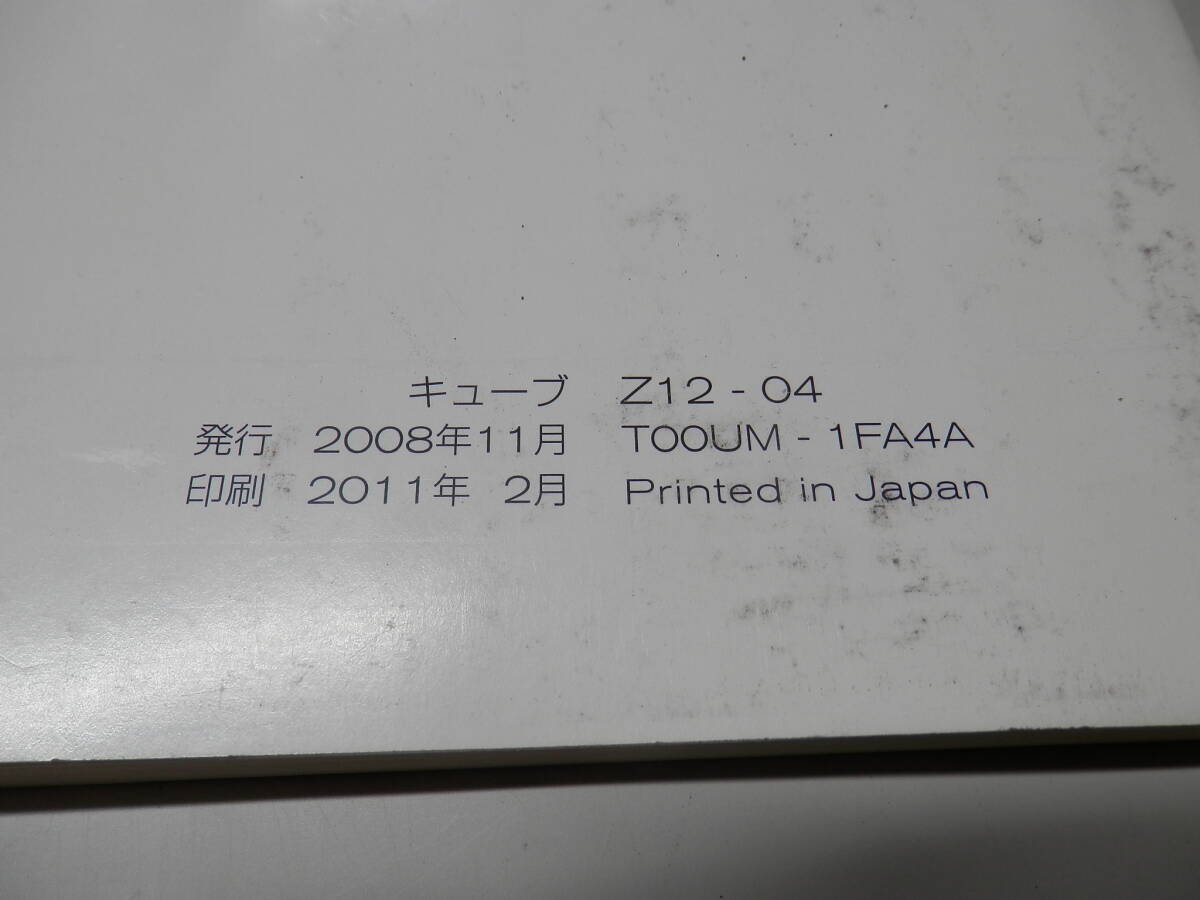 キューブ Z12 - 04
発行 2008年11月 T00UM - 1FA4A
印刷 2011年 2月 Printed in Japan